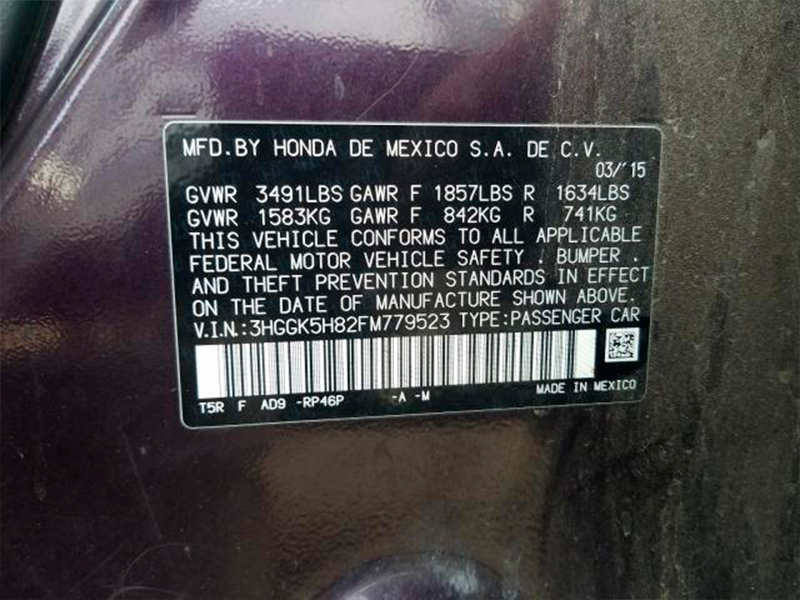 MFD.BY HONDA DE MEXICO S.A. DE C.V.
03/'15
GVWR 3491LBS GAWR F 1857LBS R 1634LBS
GVWR 1583KG GAWR F 842KG R 741KG
THIS VEHICLE CONFORMS TO ALL APPLICABLE
FEDERAL MOTOR VEHICLE SAFETY . BUMPER .
AND THEFT PREVENTION STANDARDS IN EFFECT
ON THE DATE OF MANUFACTURE SHOWN ABOVE.
V.I.N.:3HGGK5H82FM779523 TYPE:PASSENGER CAR
T5R F AD9 -RP46P -A -M MADE IN MEXICO